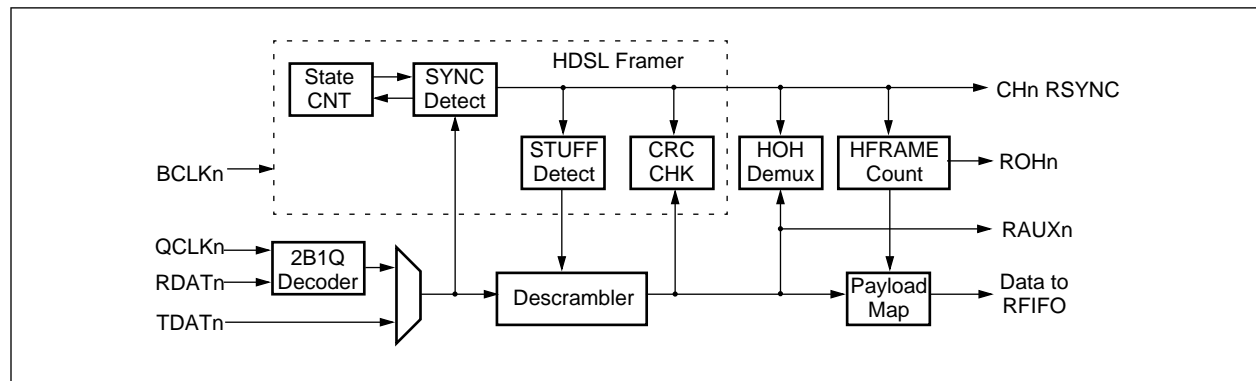 HDSL Framer
State
CNT
SYNC
Detect
CHn RSYNC
STUFF
Detect
CRC
CHK
HOH
Demux
HFRAME
Count
ROHn
BCLKn
RAUXn
QCLKn
RDATn
2B1Q
Decoder
TDATn
Descrambler
Payload
Map
Data to
RFIFO